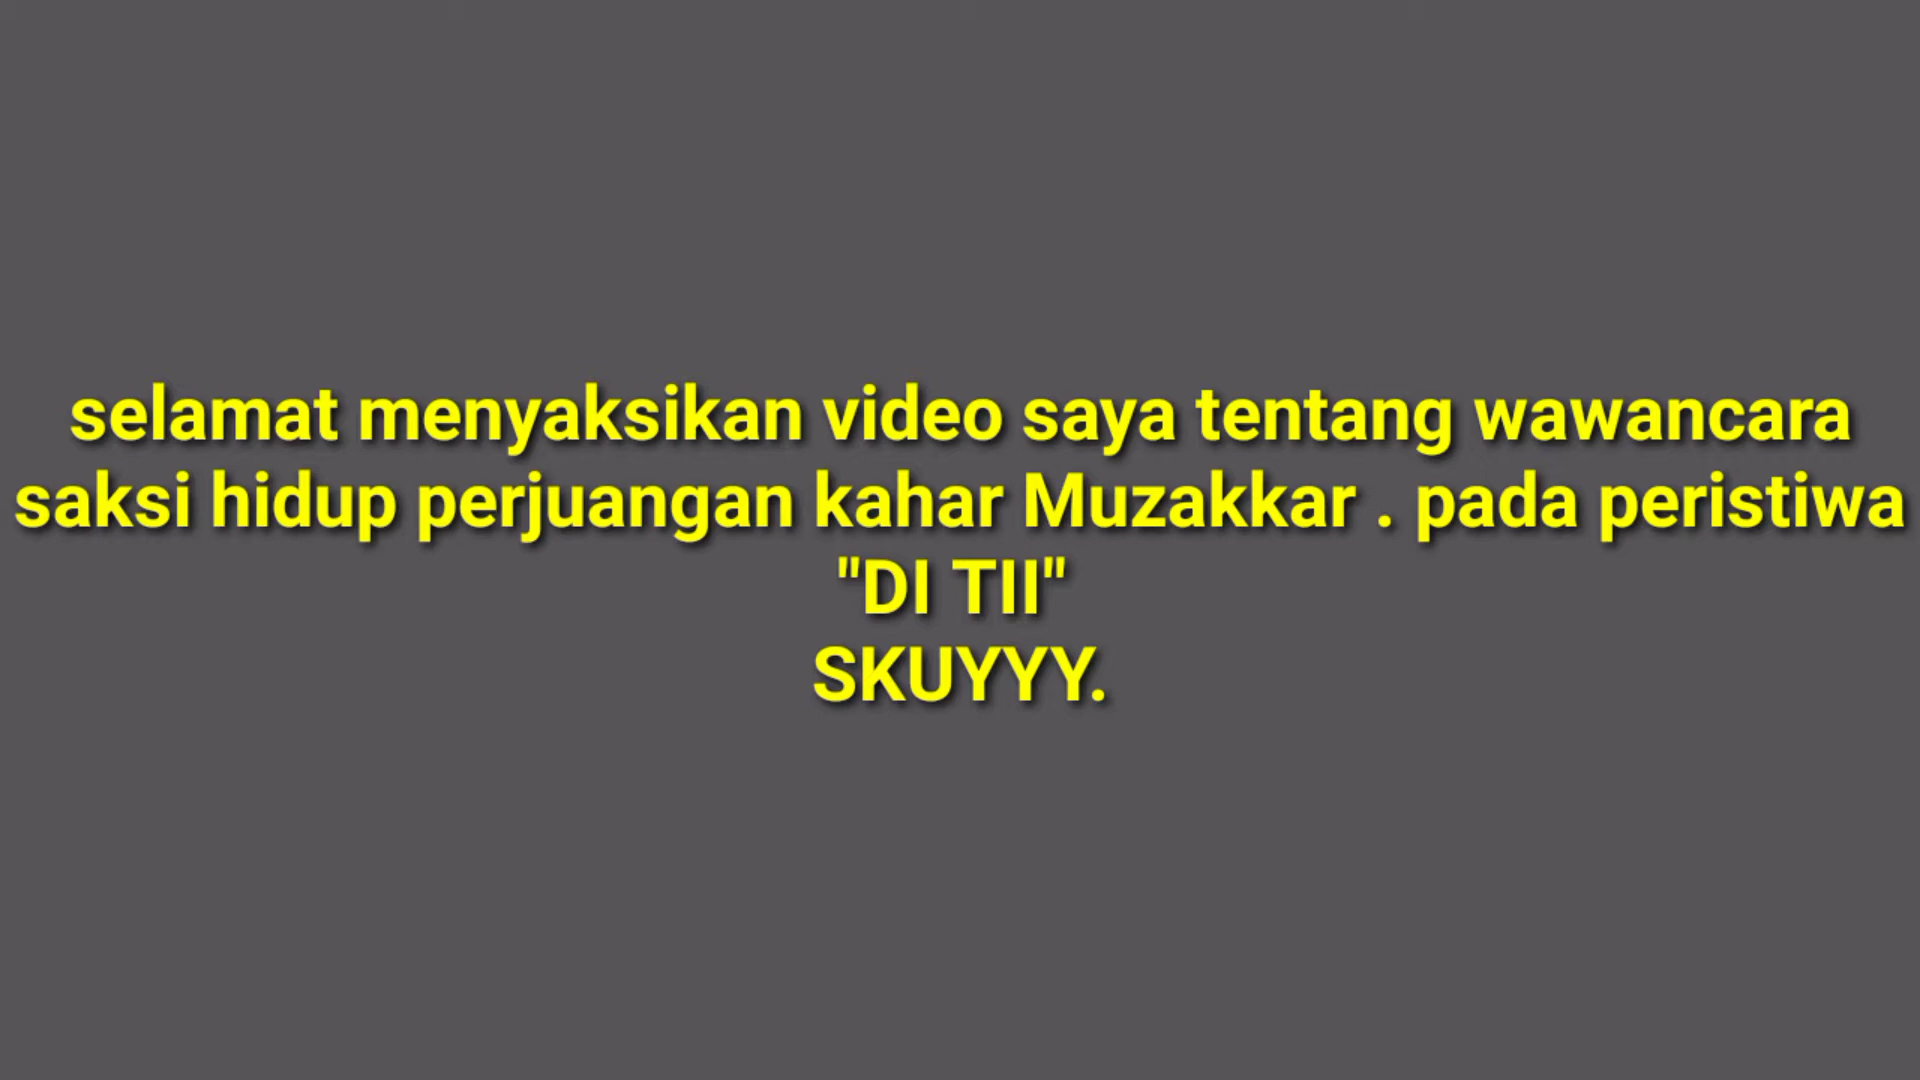 selamat menyaksikan video saya tentang wawancara
saksi hidup perjuangan kahar Muzakkar . pada peristiwa
"DI TII"
SKUYYY.